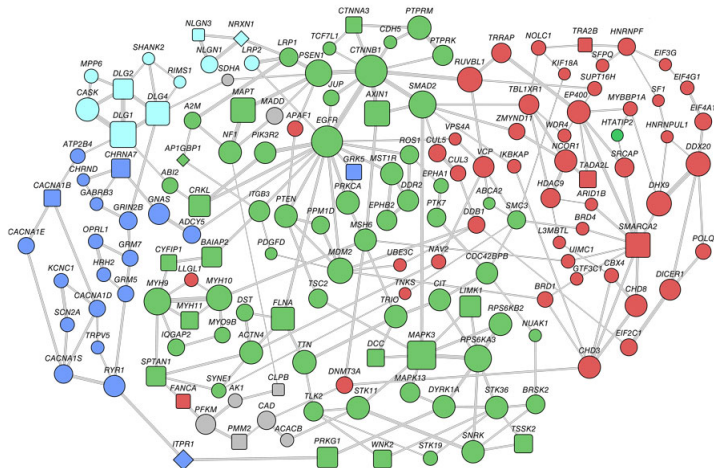 NLGN3
NRXN1
CTNNA3
PTPRM
TCF7L1
CDH5
LRP1
CTNNB1
PTPRK
TRRAP
NOLC1
TRA2B
SFPQ
HNRNPF
SHANK2
NLGN1
LRP2
PSEN1
SDHA
RUVBL1
KIF18A
SUPT16H
EIF3G
MPP6
DLG2
RIMS1
CASK
DLG4
DLG1
A2M
MAPT
MADD
JUP
AXIN1
SMAD2
TBL1XR1
EP400
MYBBP1A
SF1
EIF4G1
EIF4A1
APAF1
EGFR
ZMYND11
WDR4
HTATIP2
HNRNPUL1
ATP2B4
CHRNA7
AP1GBP1
NF1
PIK3R2
ROS1
VPS4A
CUL5
VCP
IKBKAP
NCOR1
SRCAP
DDX20
CHRND
ABI2
GRK5
MST1R
CUL3
TADA2L
CACNA1B
GABRB3
CRKL
PRKCA
DDR2
EPHA1
HDAC9
ARID1B
DHX9
GRIN2B
GNAS
ITGB3
PTEN
EPHB2
PTK7
ABCA2
SMC3
BRD4
ADCY5
PPM1D
DDB1
L3MBTL
SMARCA2
CACNA1E
OPRL1
GRM7
BAIAP2
CYFIP1
PDGFD
MSH6
UIMC1
POLQ
HRH2
LLGL1
MDM2
UBE3C
NAV2
CDC42BPB
GTF3C1
CBX4
KCNC1
GRM5
MYH9
MYH10
TSC2
TNKS
CIT
LIMK1
BRD1
CHD8
DICER1
CACNA1D
SCN2A
MYH11
DST
FLNA
TRIO
RPS6KB2
TRPV5
IQGAP2
MYO9B
ACTN4
DCC
MAPK3
RPS6KA3
NUAK1
EIF2C1
CACNA1S
RYR1
SPTAN1
SYNE1
TTN
CHD3
FANCA
AK1
CLPB
DNMT3A
MAPK13
PFKM
CAD
TLK2
STK11
DYRK1A
STK36
BRSK2
ITPR1
PMM2
ACACB
PRKG1
WNK2
STK19
SNRK
TSSK2